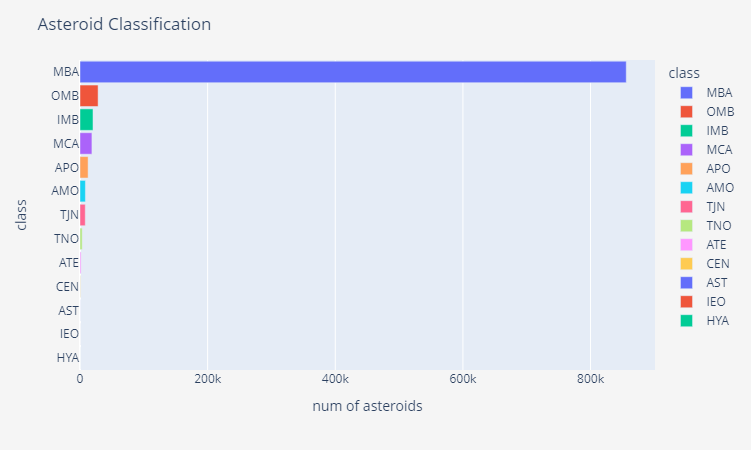 Asteroid Classification
class
MBA
OMB
IMB
MCA
APO
AMO
TJN
TNO
ATE
CEN
AST
IEO
HYA
0 200k 400k 600k 800k
num of asteroids
class
MBA
OMB
IMB
MCA
APO
AMO
TJN
TNO
ATE
CEN
AST
IEO
HYA